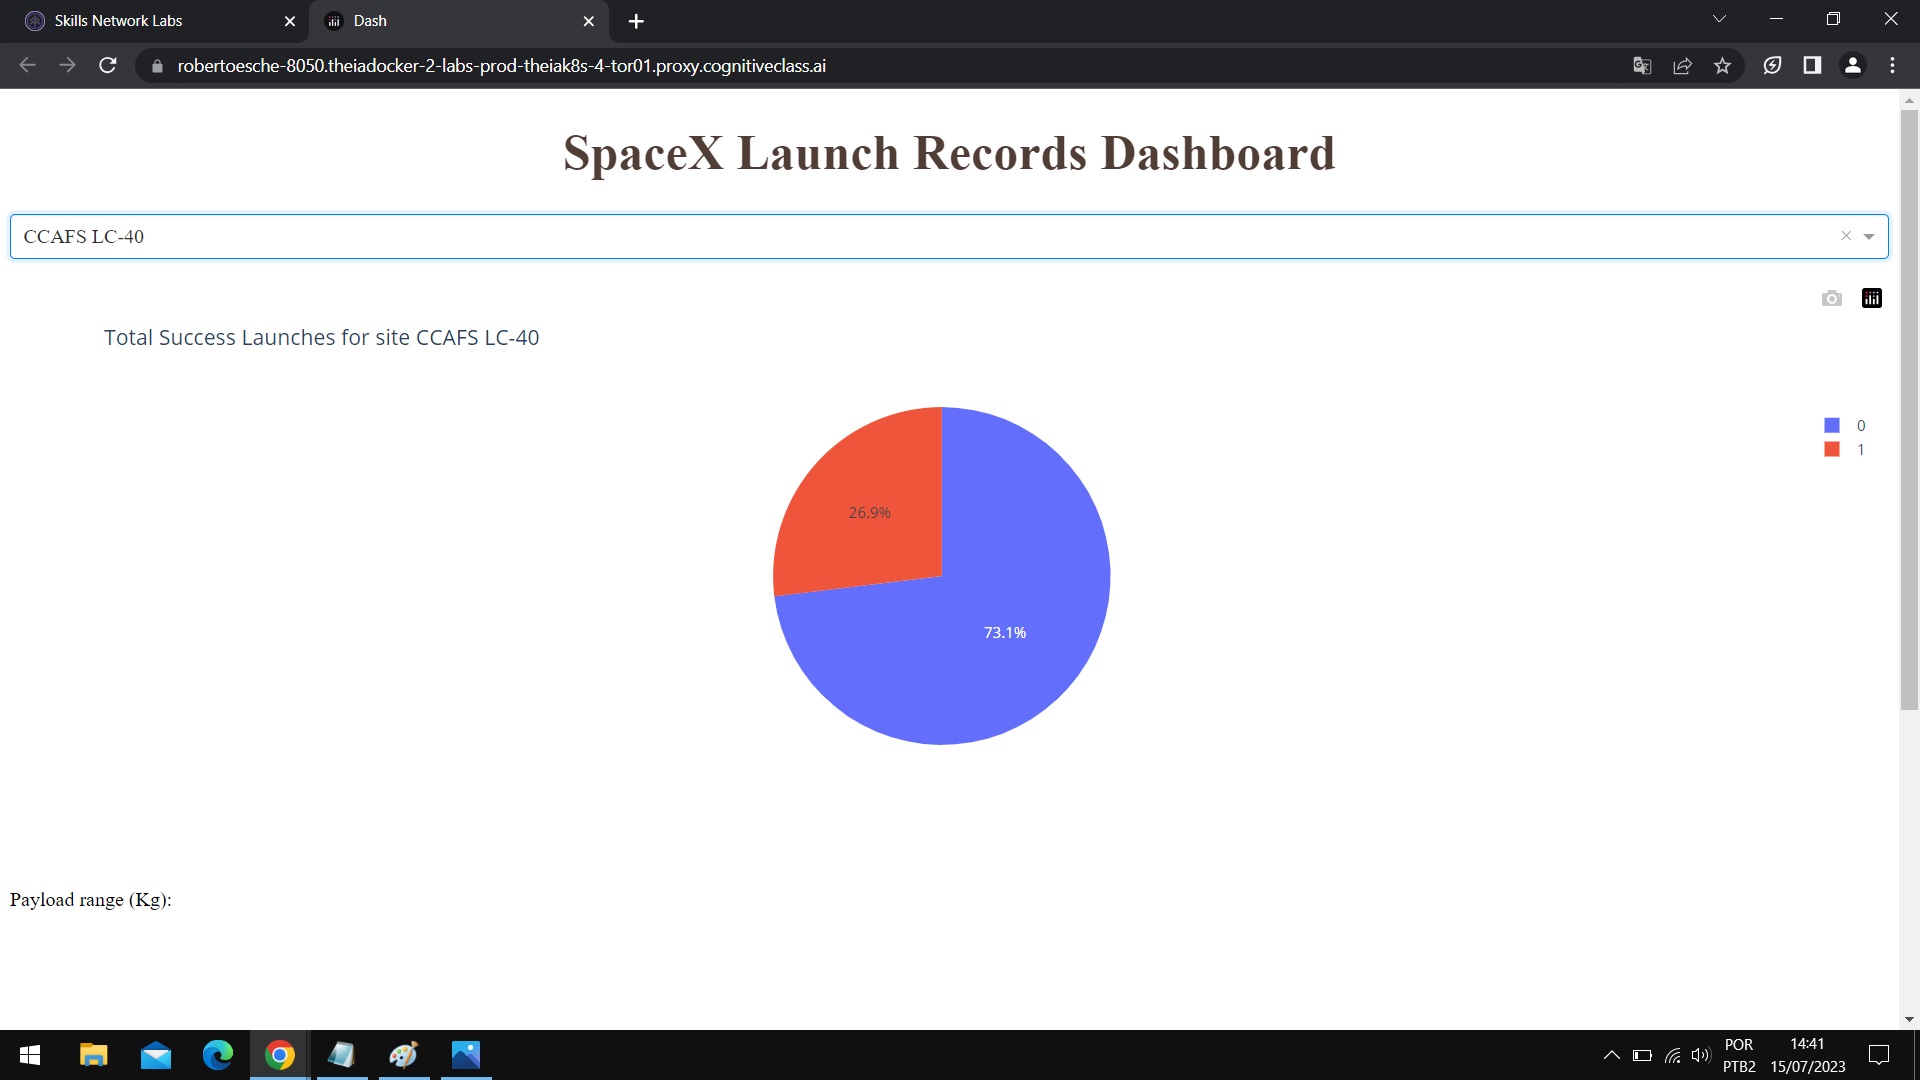 Skills Network Labs
Dash
robertoesche-8050.theiadocker-2-labs-prod-theiak8s-4-tor01.proxy.cognitiveclass.ai
SpaceX Launch Records Dashboard
CCAFS LC-40
Total Success Launches for site CCAFS LC-40
0
1
26.9%
73.1%
Payload range (Kg):
POR
PTB2
14:41
15/07/2023